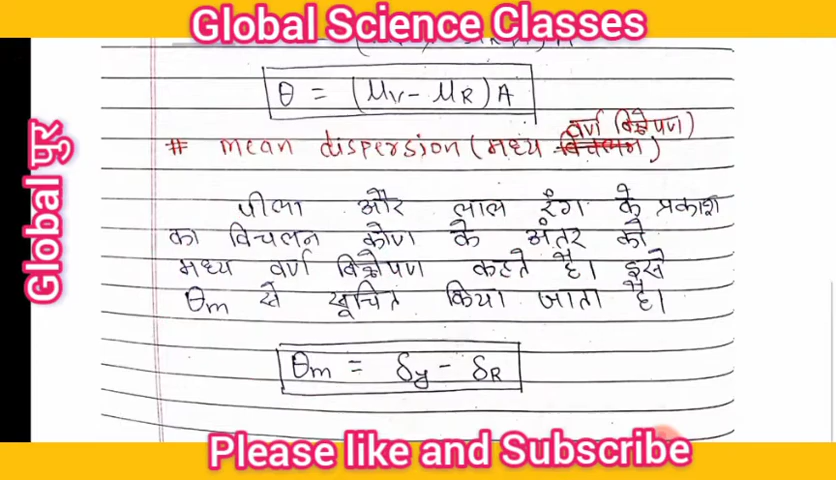 Global Science Classes
θ = (μv - μR) A
# mean dispersion (मध्य वर्ण विक्षेपण)
पीला और लाल रंग के प्रकाश
का विचलन कोण के अंतर को
मध्य वर्ण विक्षेपण कहते है। इसे
θm से सूचित किया जाता है।
θm = δy - δR
Global पुर
Please like and Subscribe